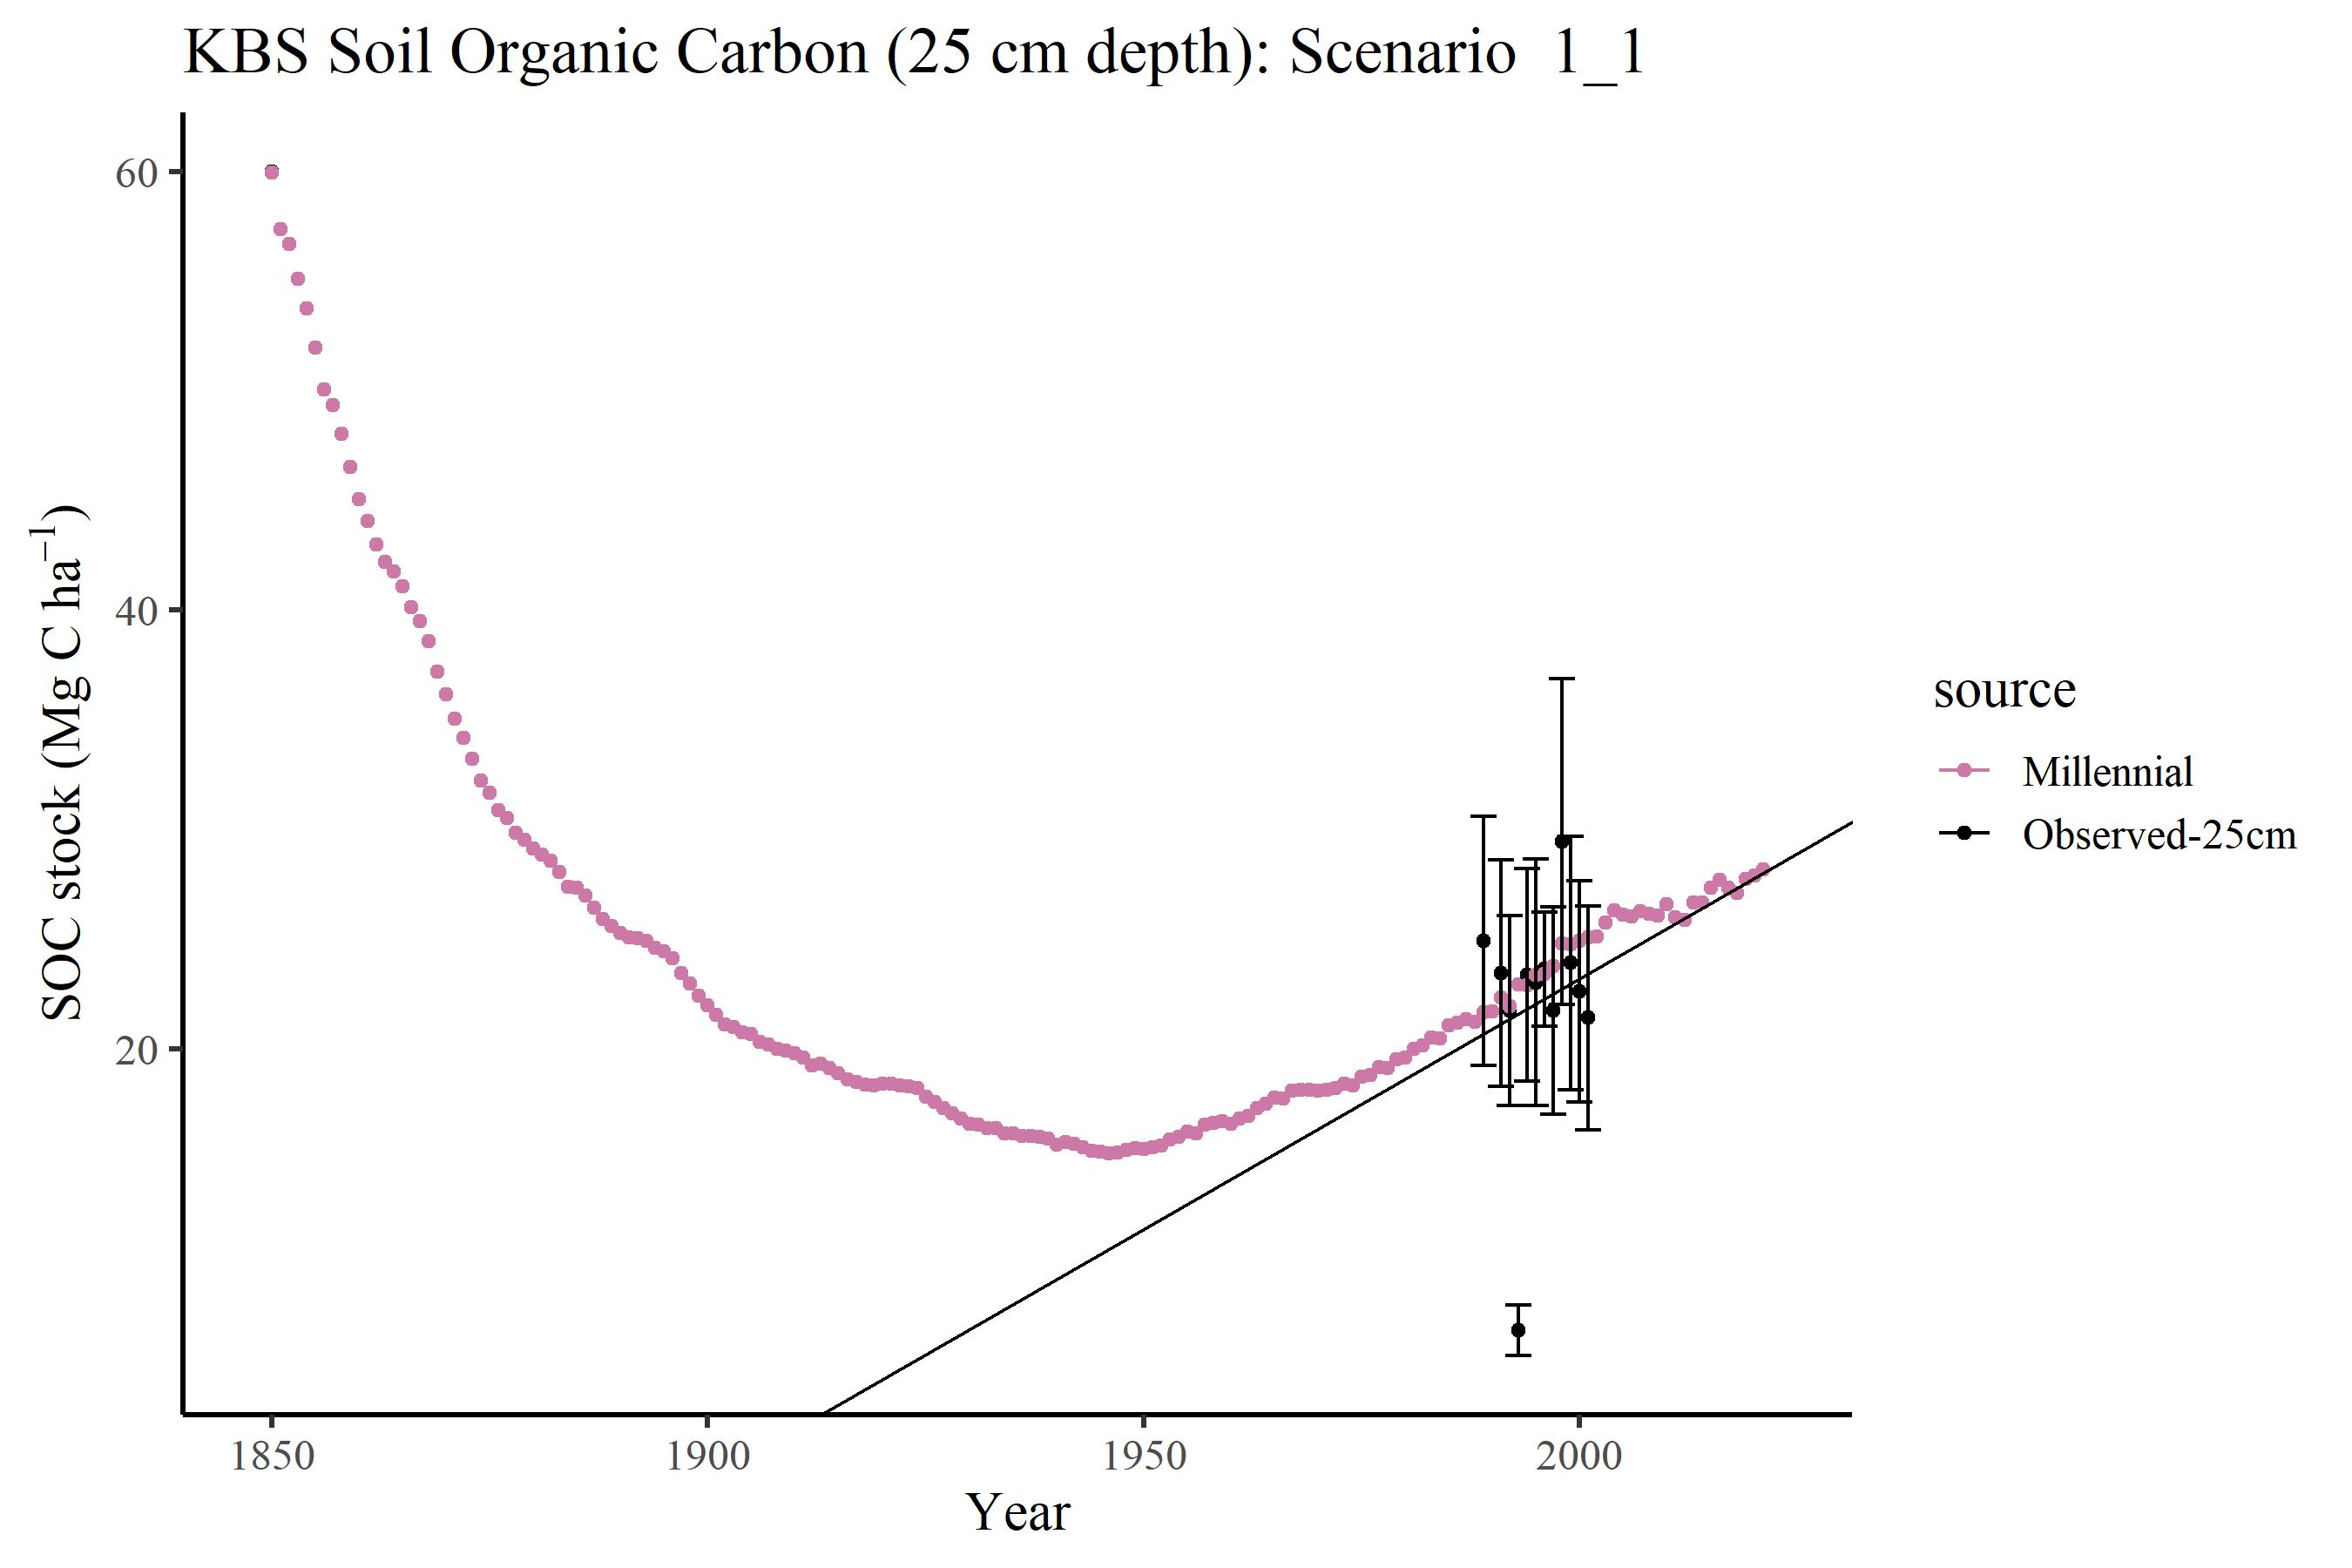 KBS Soil Organic Carbon (25 cm depth): Scenario  1_1
SOC stock (Mg C ha⁻¹)
60
40
20
1850
1900
1950
2000
Year
source
Millennial
Observed-25cm